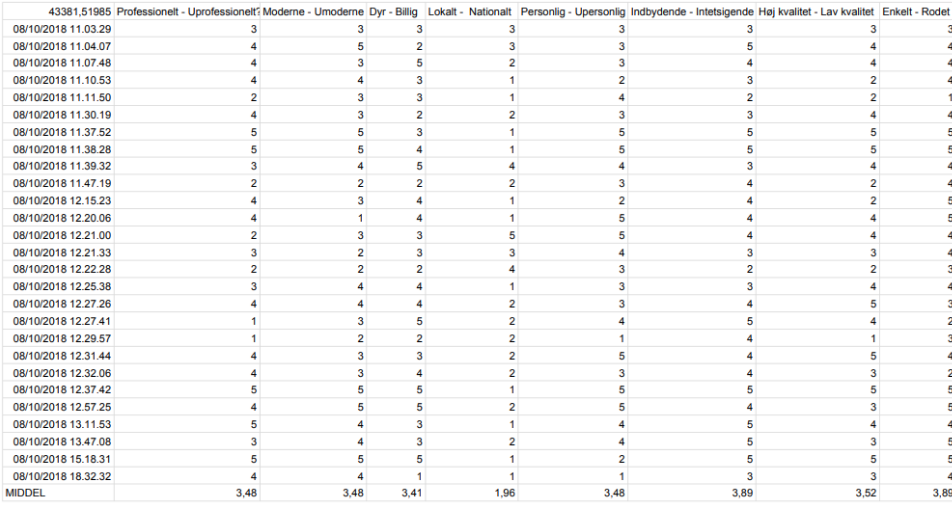 43381,51985 Professionelt - Uprofessionelt? Moderne - Umoderne Dyr - Billig Lokalt - Nationalt Personlig - Upersonlig Indbydende - Intetsigende Høj kvalitet - Lav kvalitet Enkelt - Rodet
08/10/2018 11.03.29 3 3 3 3 3 3 3 3
08/10/2018 11.04.07 4 5 2 3 3 5 4 4
08/10/2018 11.07.48 4 3 5 2 3 4 4 4
08/10/2018 11.10.53 4 4 3 1 2 3 2 4
08/10/2018 11.11.50 2 3 3 1 4 2 2 1
08/10/2018 11.30.19 4 3 2 2 3 3 4 4
08/10/2018 11.37.52 5 5 3 1 5 5 5 5
08/10/2018 11.38.28 5 5 4 1 5 5 5 5
08/10/2018 11.39.32 3 4 5 4 4 3 4 4
08/10/2018 11.47.19 2 2 2 2 3 4 2 4
08/10/2018 12.15.23 4 3 4 1 2 4 2 5
08/10/2018 12.20.06 4 1 4 1 5 4 4 5
08/10/2018 12.21.00 2 3 3 5 5 4 4 4
08/10/2018 12.21.33 3 2 3 3 4 3 3 4
08/10/2018 12.22.28 2 2 2 4 3 2 2 3
08/10/2018 12.25.38 3 4 4 1 3 3 4 4
08/10/2018 12.27.26 4 4 4 2 3 4 5 3
08/10/2018 12.27.41 1 3 5 2 4 5 4 2
08/10/2018 12.29.57 1 2 2 2 1 4 1 3
08/10/2018 12.31.44 4 3 3 2 5 4 5 4
08/10/2018 12.32.06 4 3 4 2 3 4 3 2
08/10/2018 12.37.42 5 5 5 1 5 5 5 5
08/10/2018 12.57.25 4 5 5 2 5 4 3 5
08/10/2018 13.11.53 5 4 3 1 4 5 4 4
08/10/2018 13.47.08 3 4 3 2 4 5 3 5
08/10/2018 15.18.31 5 5 5 1 2 5 5 5
08/10/2018 18.32.32 4 4 1 1 1 3 3 4
MIDDEL 3,48 3,48 3,41 1,96 3,48 3,89 3,52 3,89